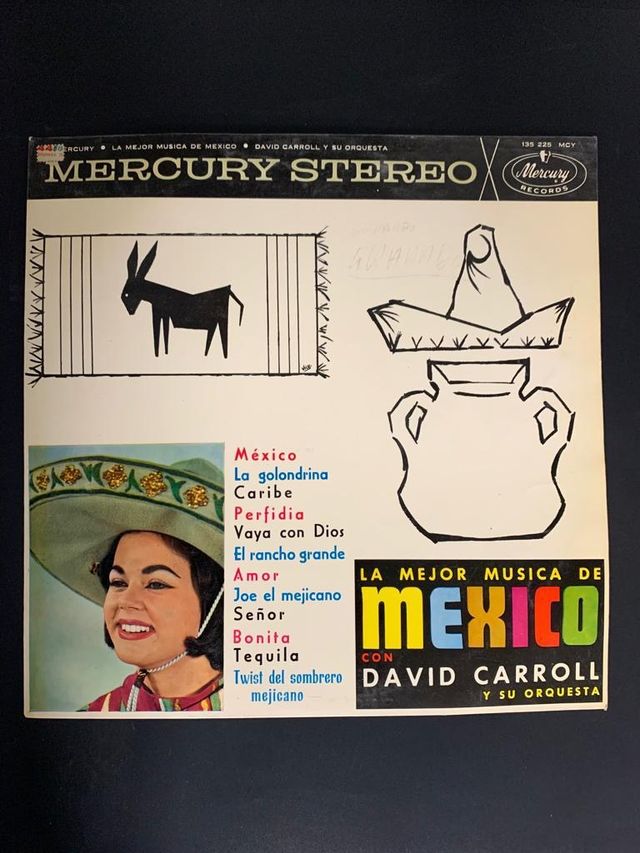 MERCURY • LA MEJOR MUSICA DE MEXICO • DAVID CARROLL Y SU ORQUESTA
135 225 MCY
MERCURY STEREO
Mercury
RECORDS
México
La golondrina
Caribe
Perfidia
Vaya con Dios
El rancho grande
Amor
Joe el mejicano
Señor
Bonita
Tequila
Twist del sombrero
mejicano
LA MEJOR MUSICA DE
MEXICO
CON
DAVID CARROLL
Y SU ORQUESTA